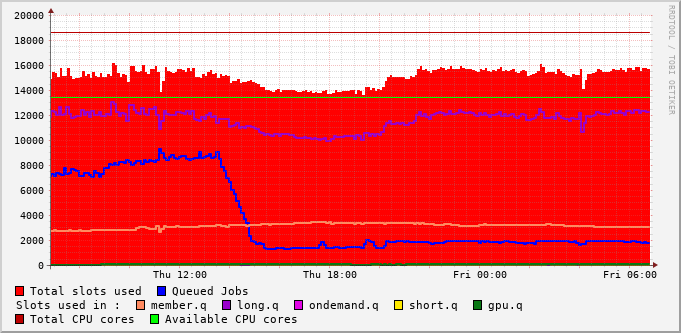 20000
18000
16000
14000
12000
10000
8000
6000
4000
2000
0
Thu 12:00 Thu 18:00 Fri 00:00 Fri 06:00
Total slots used Queued Jobs
Slots used in : member.q long.q ondemand.q short.q gpu.q
Total CPU cores Available CPU cores
RRDTOOL / TOBI OETIKER